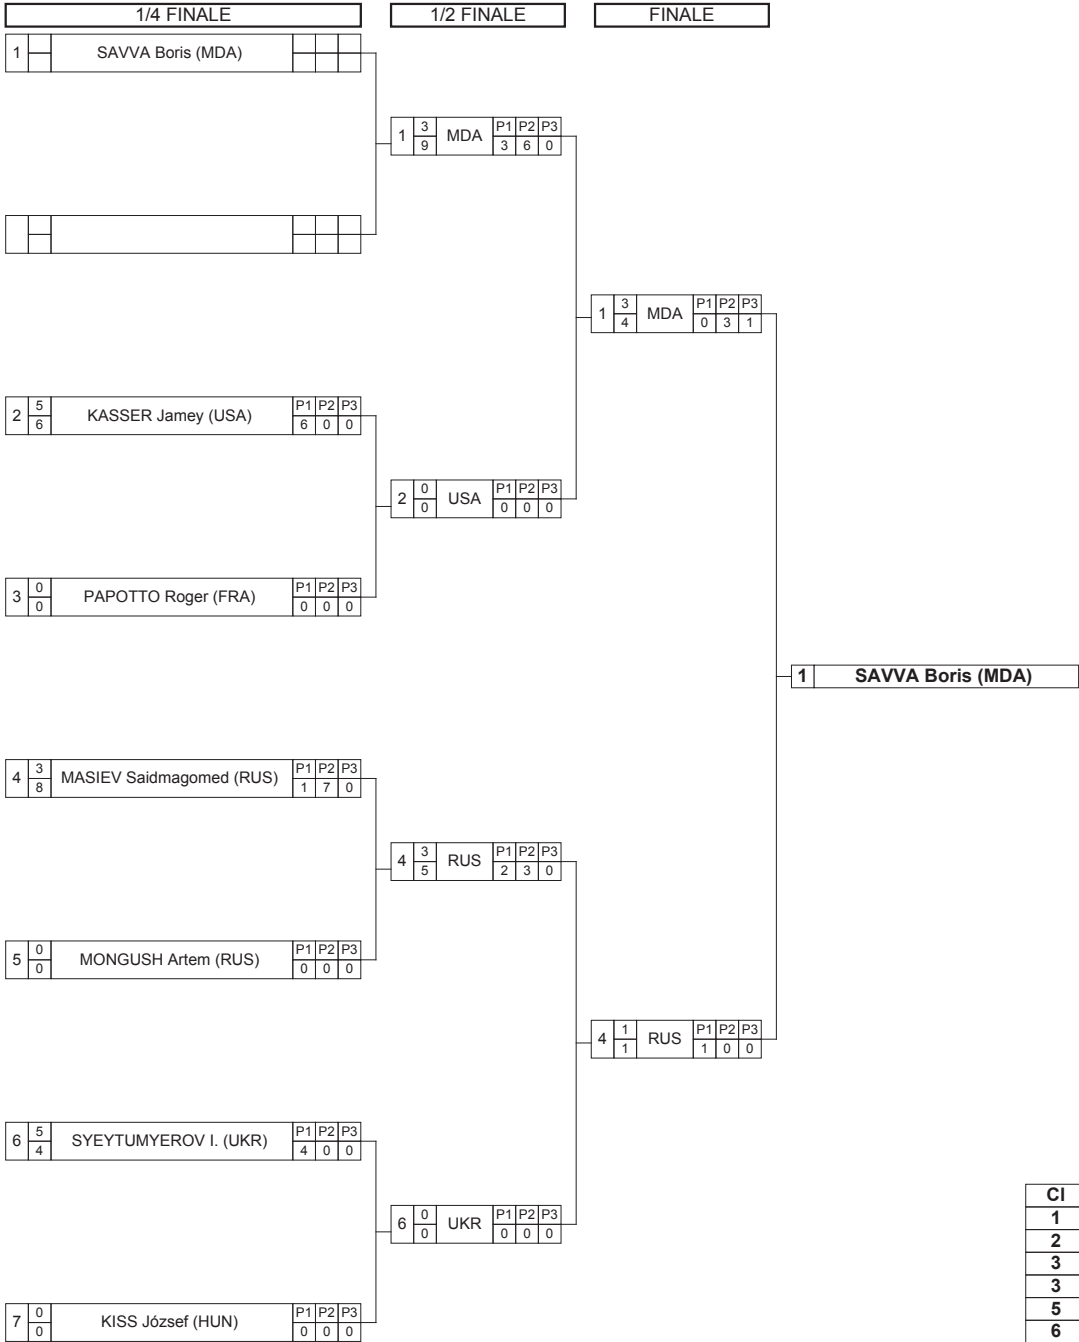 1/4 FINALE 1/2 FINALE FINALE
1 SAVVA Boris (MDA)
3 P1 P2 P3
1 MDA
9 3 6 0
3 P1 P2 P3
1 MDA
4 0 3 1
5 P1 P2 P3
2 KASSER Jamey (USA)
6 6 0 0
0 P1 P2 P3
2 USA
0 0 0 0
0 P1 P2 P3
3 PAPOTTO Roger (FRA)
0 0 0 0
1 SAVVA Boris (MDA)
3 P1 P2 P3
4 MASIEV Saidmagomed (RUS)
8 1 7 0
3 P1 P2 P3
4 RUS
5 2 3 0
0 P1 P2 P3
5 MONGUSH Artem (RUS)
0 0 0 0
1 P1 P2 P3
4 RUS
1 1 0 0
5 P1 P2 P3
6 SYEYTUMYEROV I. (UKR)
4 4 0 0
0 P1 P2 P3
6 UKR
0 0 0 0
0 P1 P2 P3
7 KISS József (HUN)
0 0 0 0
Cl
1
2
3
3
5
6